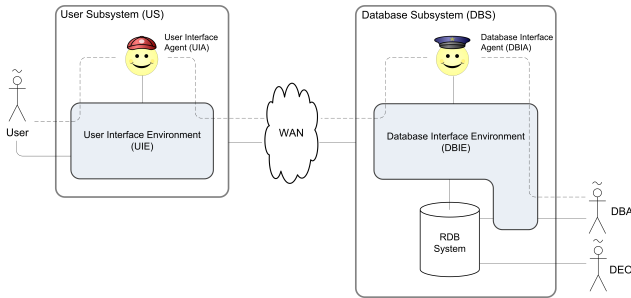 User Subsystem (US)
Database Subsystem (DBS)
User Interface
Agent (UIA)
Database Interface
Agent (DBIA)
User
User Interface Environment
(UIE)
WAN
Database Interface Environment
(DBIE)
RDB
System
DBA
DEC